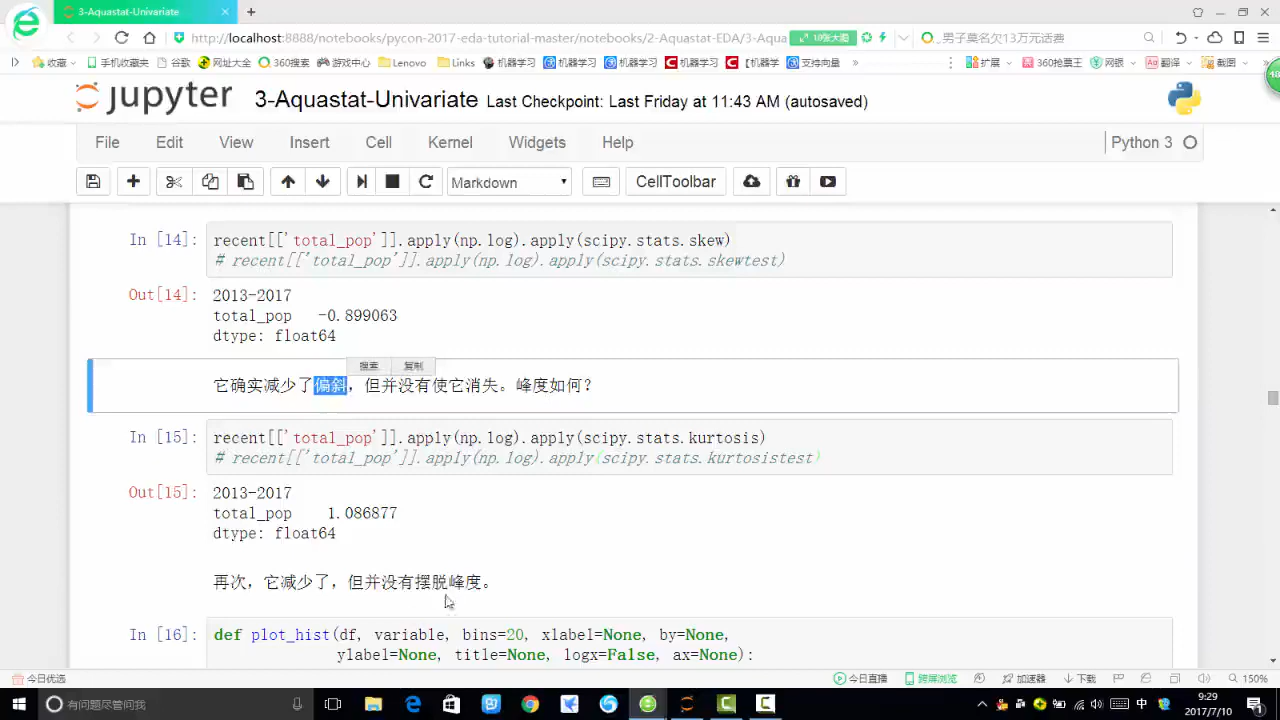 3-Aquastat-Univariate
http://localhost:8888/notebooks/pycon-2017-eda-tutorial-master/notebooks/2-Aquastat-EDA/3-Aqua
男子莫名欠13万元话费
收藏 手机收藏夹 谷歌 网址大全 360搜索 游戏中心 Lenovo Links 机器学习 机器学习 机器学习 机器学习 【机器学 支持向量 » 扩展 360抢票王 网银 翻译 截图 »
jupyter 3-Aquastat-Univariate Last Checkpoint: Last Friday at 11:43 AM (autosaved)
File Edit View Insert Cell Kernel Widgets Help Python 3
Markdown CellToolbar
In [14]: recent[['total_pop']].apply(np.log).apply(scipy.stats.skew)
# recent[['total_pop']].apply(np.log).apply(scipy.stats.skewtest)
Out[14]: 2013-2017
total_pop -0.899063
dtype: float64
搜索 复制
它确实减少了偏斜，但并没有使它消失。峰度如何？
In [15]: recent[['total_pop']].apply(np.log).apply(scipy.stats.kurtosis)
# recent[['total_pop']].apply(np.log).apply(scipy.stats.kurtosistest)
Out[15]: 2013-2017
total_pop 1.086877
dtype: float64
再次，它减少了，但并没有摆脱峰度。
In [16]: def plot_hist(df, variable, bins=20, xlabel=None, by=None,
ylabel=None, title=None, logx=False, ax=None):
今日优选 今日直播 跨屏浏览 加速器 下载 150%
有问题尽管问我 中 9:29
2017/7/10